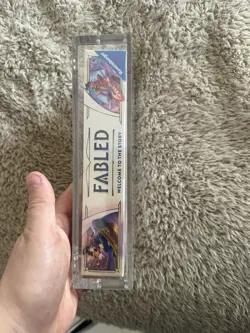 FABLED
WELCOME TO THE STORY